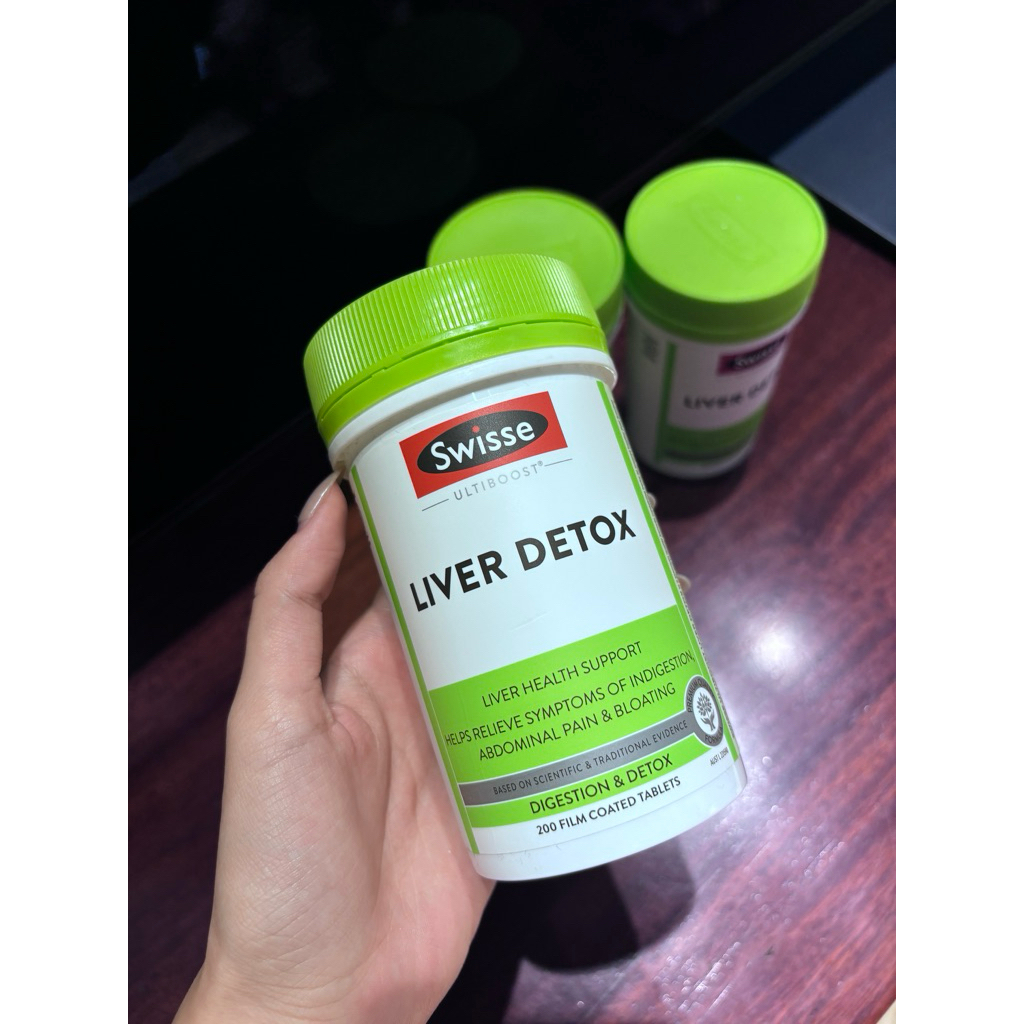 Swisse
ULTIBOOST®
LIVER DETOX
LIVER HEALTH SUPPORT
HELPS RELIEVE SYMPTOMS OF INDIGESTION,
ABDOMINAL PAIN & BLOATING
BASED ON SCIENTIFIC & TRADITIONAL EVIDENCE
DIGESTION & DETOX
200 FILM COATED TABLETS
Swisse
LIVER